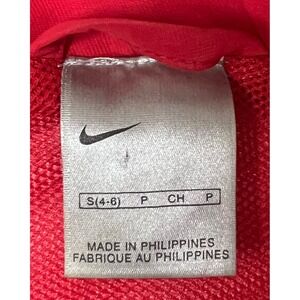 S(4-6) P CH P
MADE IN PHILIPPINES
FABRIQUE AU PHILIPPINES